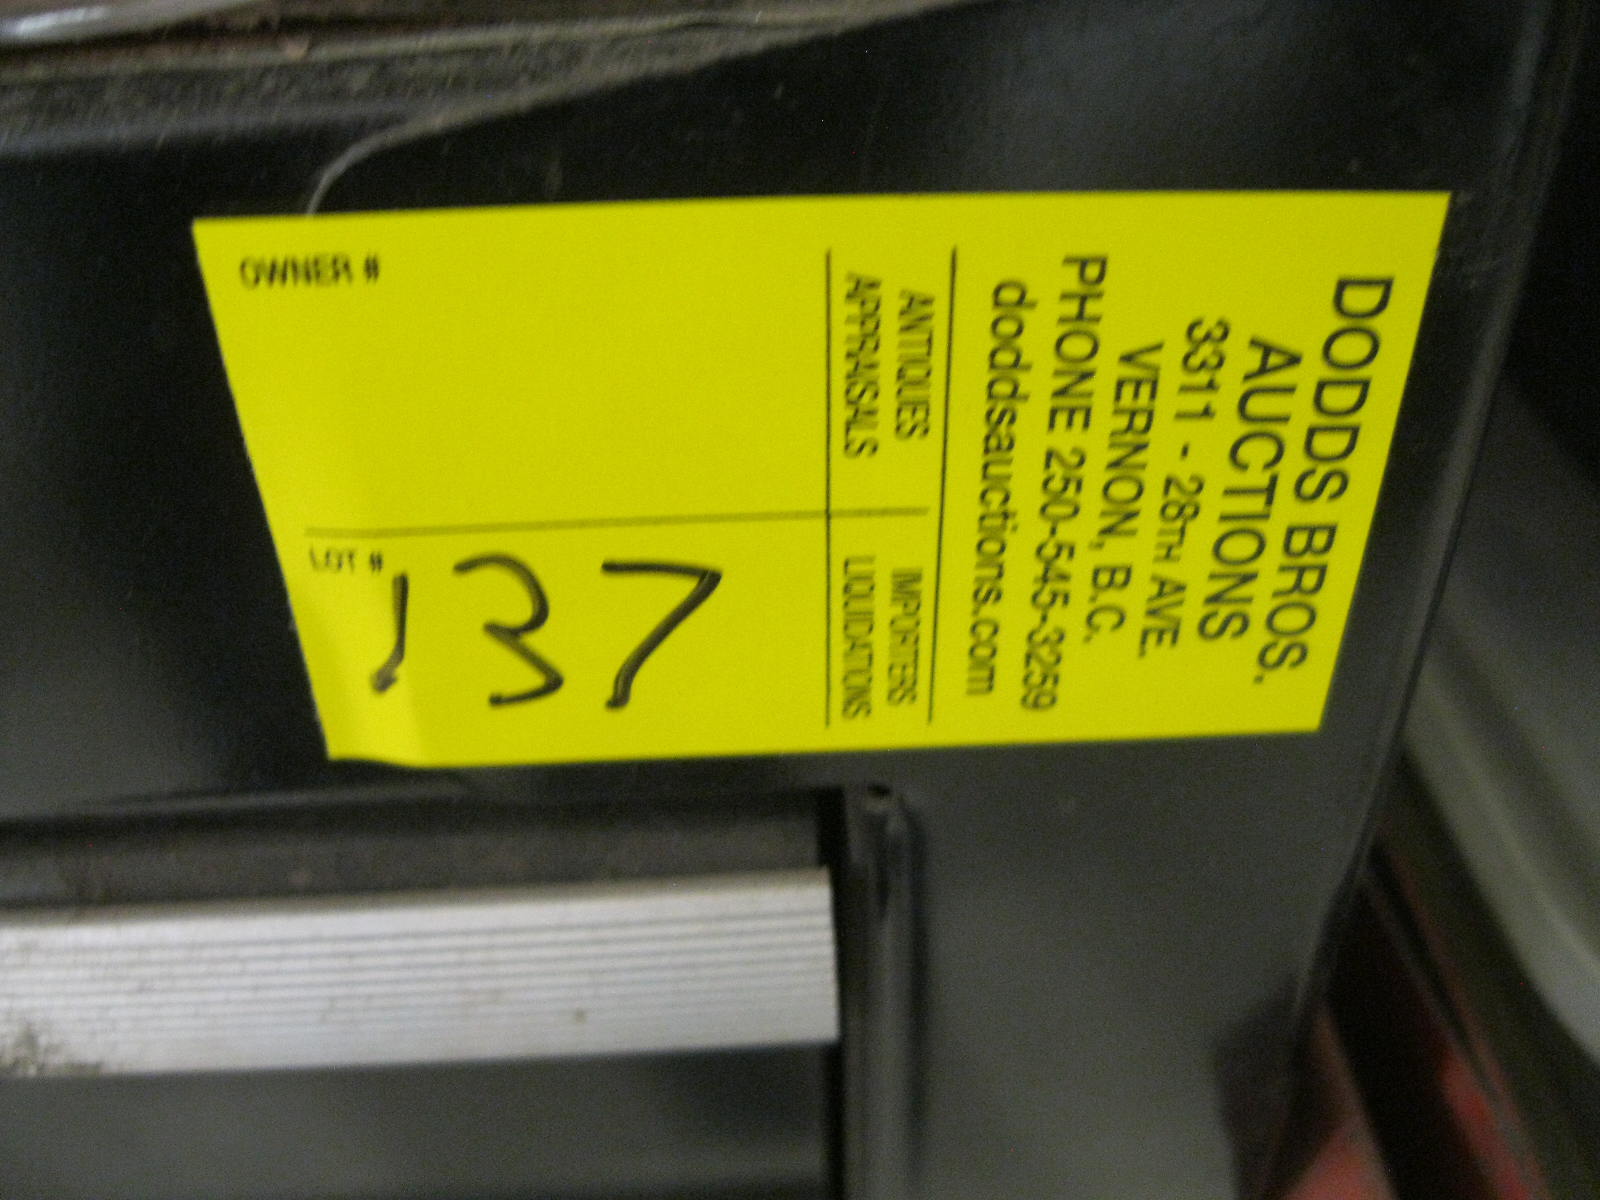 DODDS BROS.
AUCTIONS
3311 - 28TH AVE.
VERNON, B.C.
PHONE 250-545-3259
doddsauctions.com
ANTIQUES IMPORTERS
APPRAISALS LIQUIDATIONS
OWNER #
LOT #
137